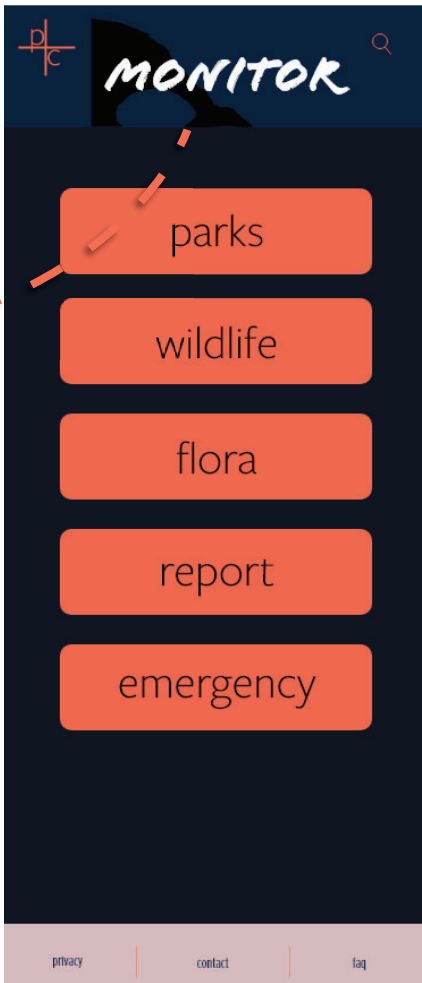 p
c
MONITOR
parks
wildlife
flora
report
emergency
privacy contact faq